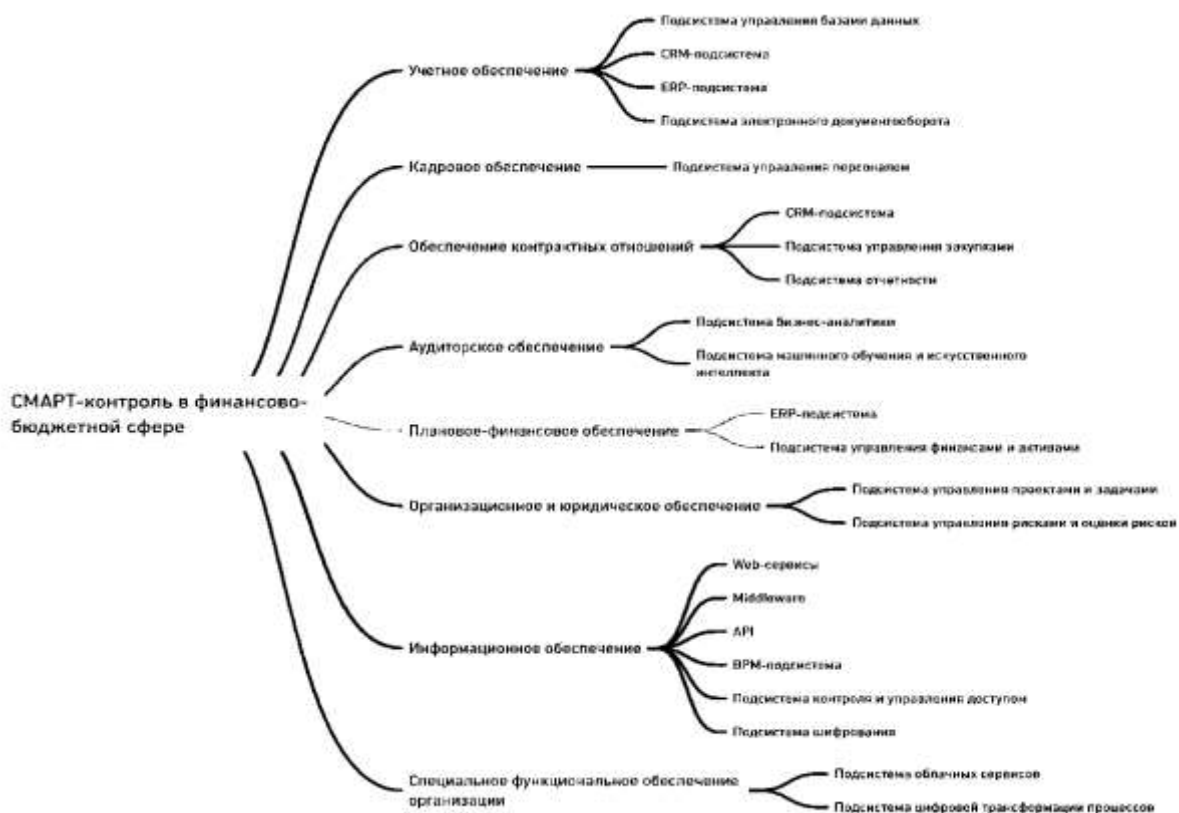 СМАРТ-контроль в финансово-
бюджетной сфере
Учетное обеспечение
Подсистема управления базами данных
CRM-подсистема
ERP-подсистема
Подсистема электронного документооборота
Кадровое обеспечение
Подсистема управления персоналом
Обеспечение контрактных отношений
CRM-подсистема
Подсистема управления закупками
Подсистема отчетности
Аудиторское обеспечение
Подсистема бизнес-аналитики
Подсистема машинного обучения и искусственного
интеллекта
Плановое-финансовое обеспечение
ERP-подсистема
Подсистема управления финансами и активами
Организационное и юридическое обеспечение
Подсистема управления проектами и задачами
Подсистема управления рисками и оценки рисков
Информационное обеспечение
Web-сервисы
Middleware
API
BPM-подсистема
Подсистема контроля и управления доступом
Подсистема шифрования
Специальное функциональное обеспечение
организации
Подсистема облачных сервисов
Подсистема цифровой трансформации процессов